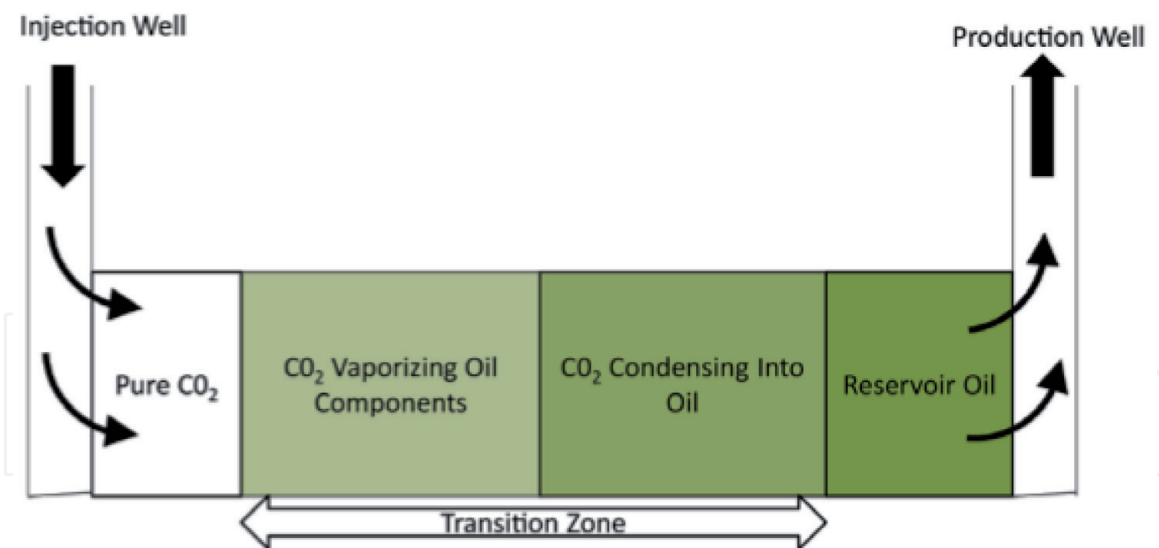 Injection Well
Production Well
Pure C0₂
C0₂ Vaporizing Oil
Components
C0₂ Condensing Into
Oil
Reservoir Oil
Transition Zone